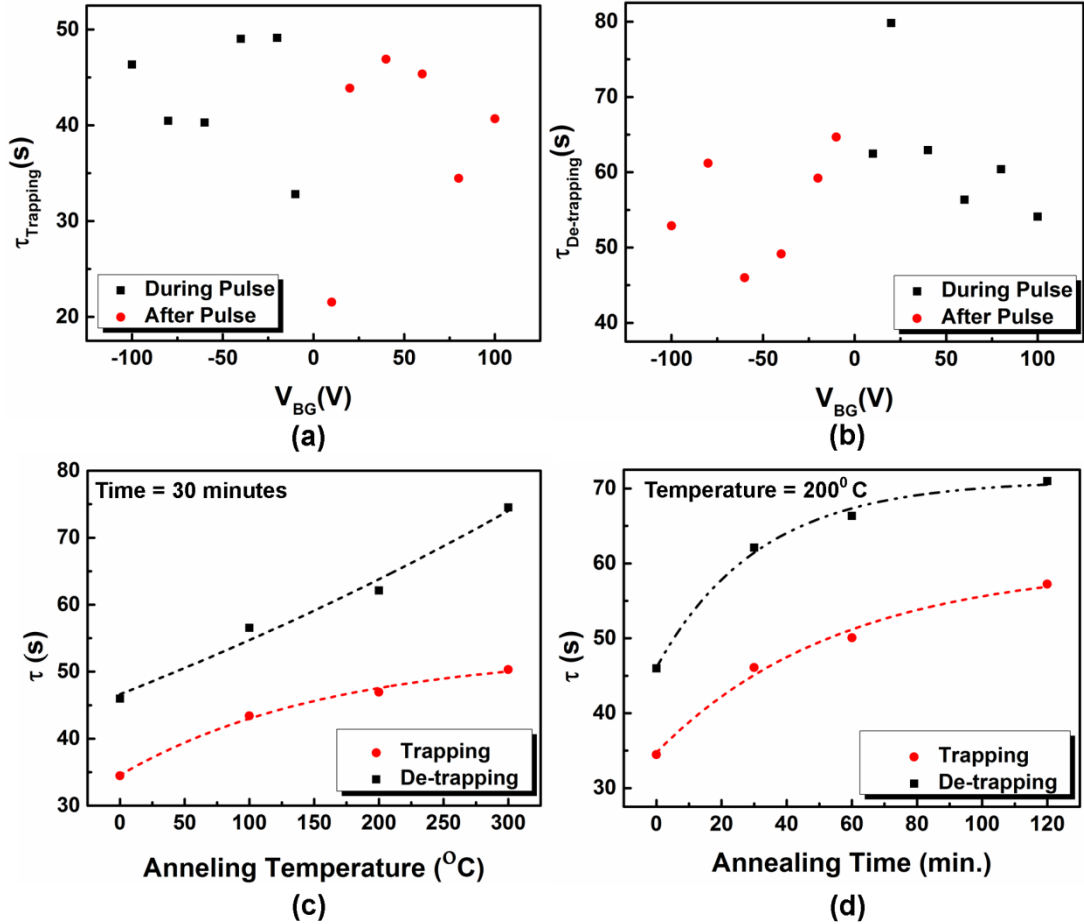 50
40
30
20
τTrapping(s)
During Pulse
After Pulse
-100 -50 0 50 100
VBG(V)
(a)
80
70
60
50
40
τDe-trapping(s)
During Pulse
After Pulse
-100 -50 0 50 100
VBG(V)
(b)
80
70
60
50
40
30
τ (s)
Time = 30 minutes
Trapping
De-trapping
0 50 100 150 200 250 300
Anneling Temperature (OC)
(c)
70
60
50
40
30
τ (s)
Temperature = 200⁰ C
Trapping
De-trapping
0 20 40 60 80 100 120
Annealing Time (min.)
(d)